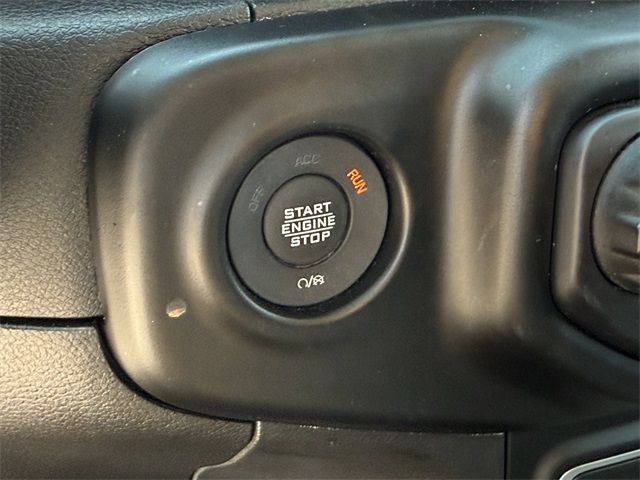 OFF
ACC
RUN
START
ENGINE
STOP